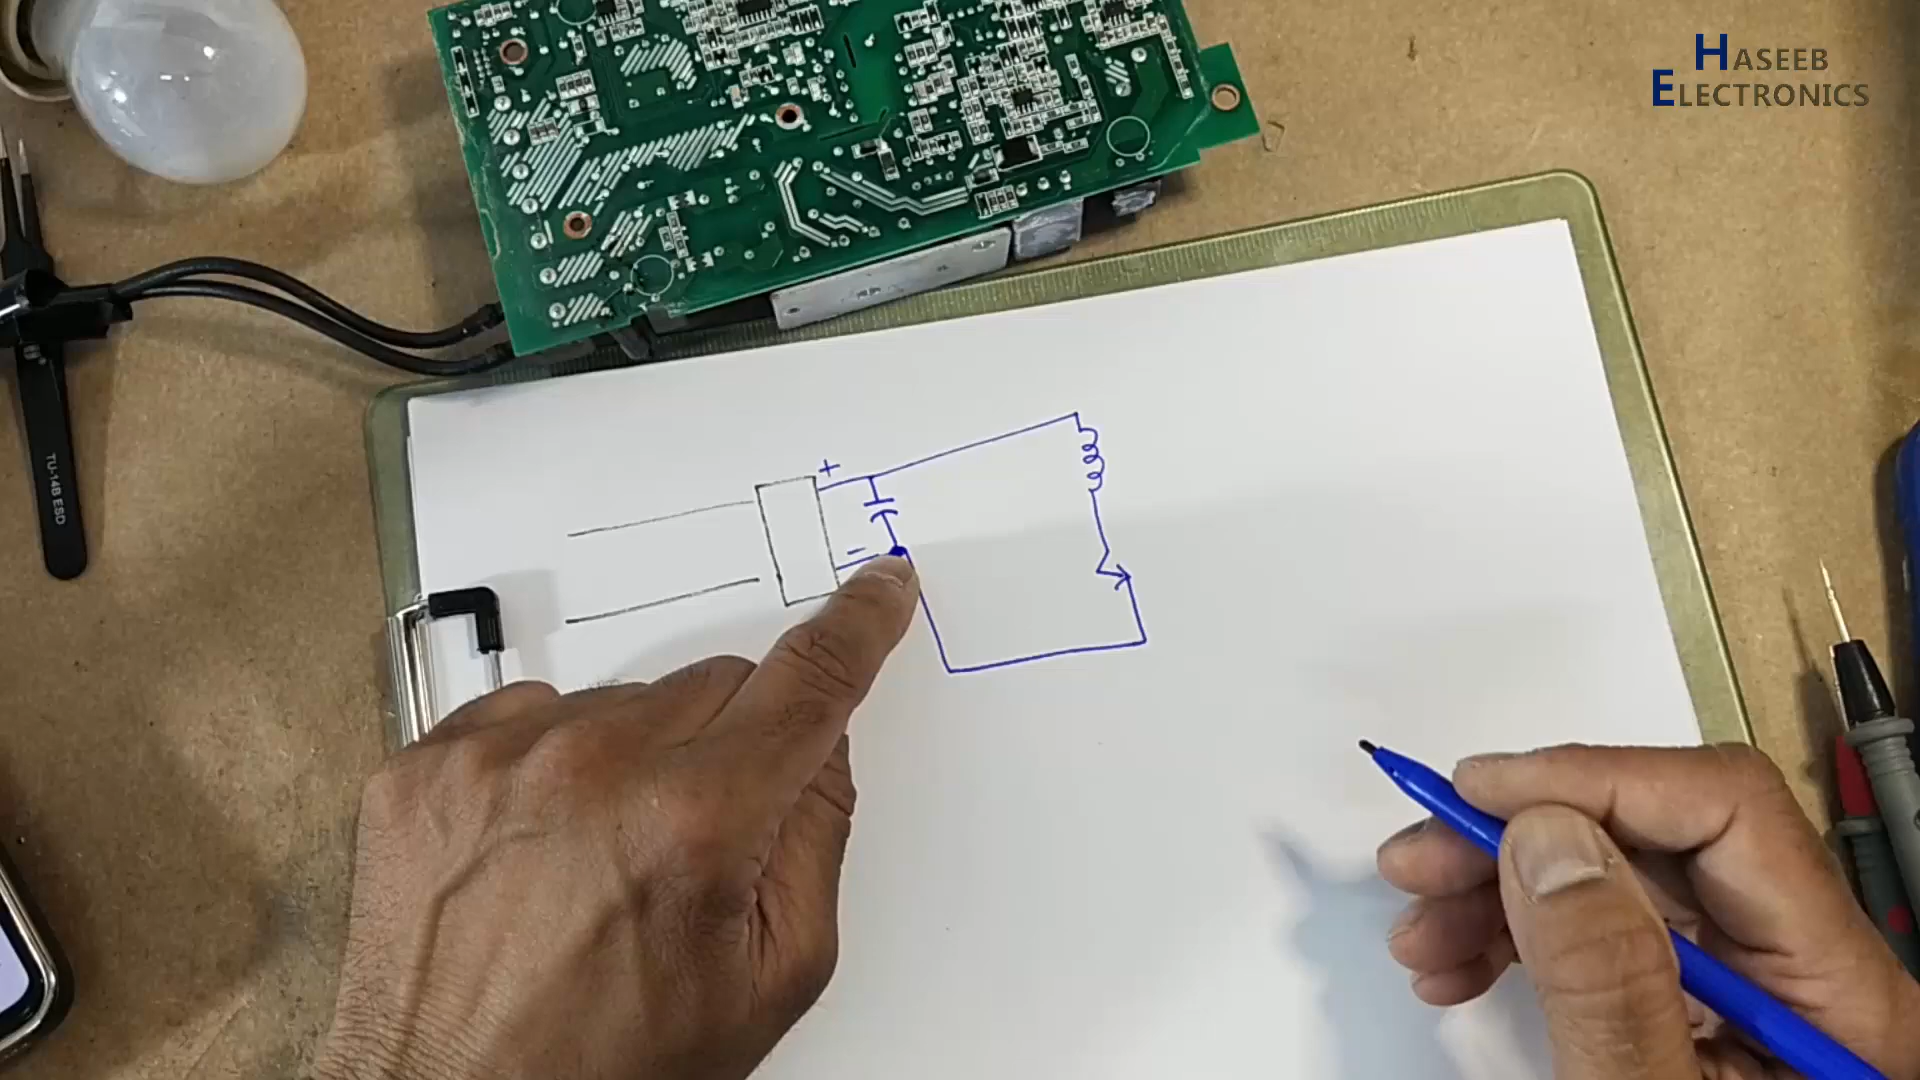 HASEEB
ELECTRONICS
TU-14B ESD
+
−